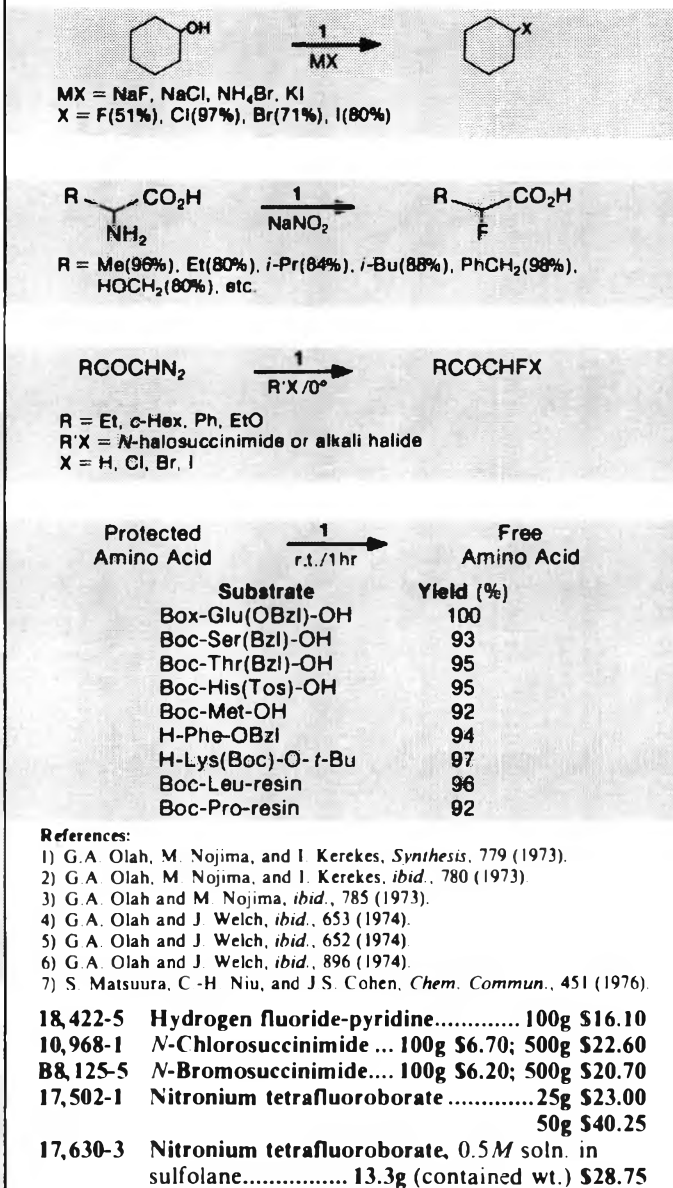 OH
1
MX
X
MX = NaF, NaCl, NH₄Br, KI
X = F(51%), Cl(97%), Br(71%), I(80%)
R CO₂H
NH₂
1
NaNO₂
R CO₂H
F
R = Me(96%), Et(80%), i-Pr(84%), i-Bu(88%), PhCH₂(98%),
HOCH₂(80%), etc.
RCOCHN₂
1
R'X/0°
RCOCHFX
R = Et, c-Hex, Ph, EtO
R'X = N-halosuccinimide or alkali halide
X = H, Cl, Br, I
Protected 1 Free
Amino Acid r.t./1hr Amino Acid
Substrate Yield (%)
Box-Glu(OBzl)-OH 100
Boc-Ser(Bzl)-OH 93
Boc-Thr(Bzl)-OH 95
Boc-His(Tos)-OH 95
Boc-Met-OH 92
H-Phe-OBzl 94
H-Lys(Boc)-O-t-Bu 97
Boc-Leu-resin 96
Boc-Pro-resin 92
References:
1) G.A. Olah, M. Nojima, and I. Kerekes, Synthesis, 779 (1973).
2) G.A. Olah, M. Nojima, and I. Kerekes, ibid., 780 (1973).
3) G.A. Olah and M. Nojima, ibid., 785 (1973).
4) G.A. Olah and J. Welch, ibid., 653 (1974).
5) G.A. Olah and J. Welch, ibid., 652 (1974).
6) G.A. Olah and J. Welch, ibid., 896 (1974).
7) S. Matsuura, C.-H. Niu, and J.S. Cohen, Chem. Commun., 451 (1976).
18,422-5 Hydrogen fluoride-pyridine............. 100g $16.10
10,968-1 N-Chlorosuccinimide ... 100g $6.70; 500g $22.60
B8,125-5 N-Bromosuccinimide.... 100g $6.20; 500g $20.70
17,502-1 Nitronium tetrafluoroborate ............. 25g $23.00
50g $40.25
17,630-3 Nitronium tetrafluoroborate, 0.5M soln. in
sulfolane................ 13.3g (contained wt.) $28.75